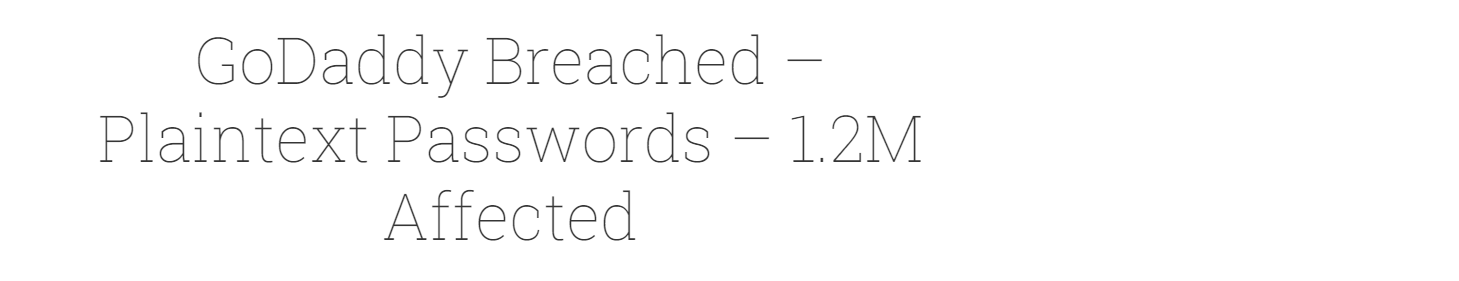 GoDaddy Breached –
Plaintext Passwords – 1.2M
Affected